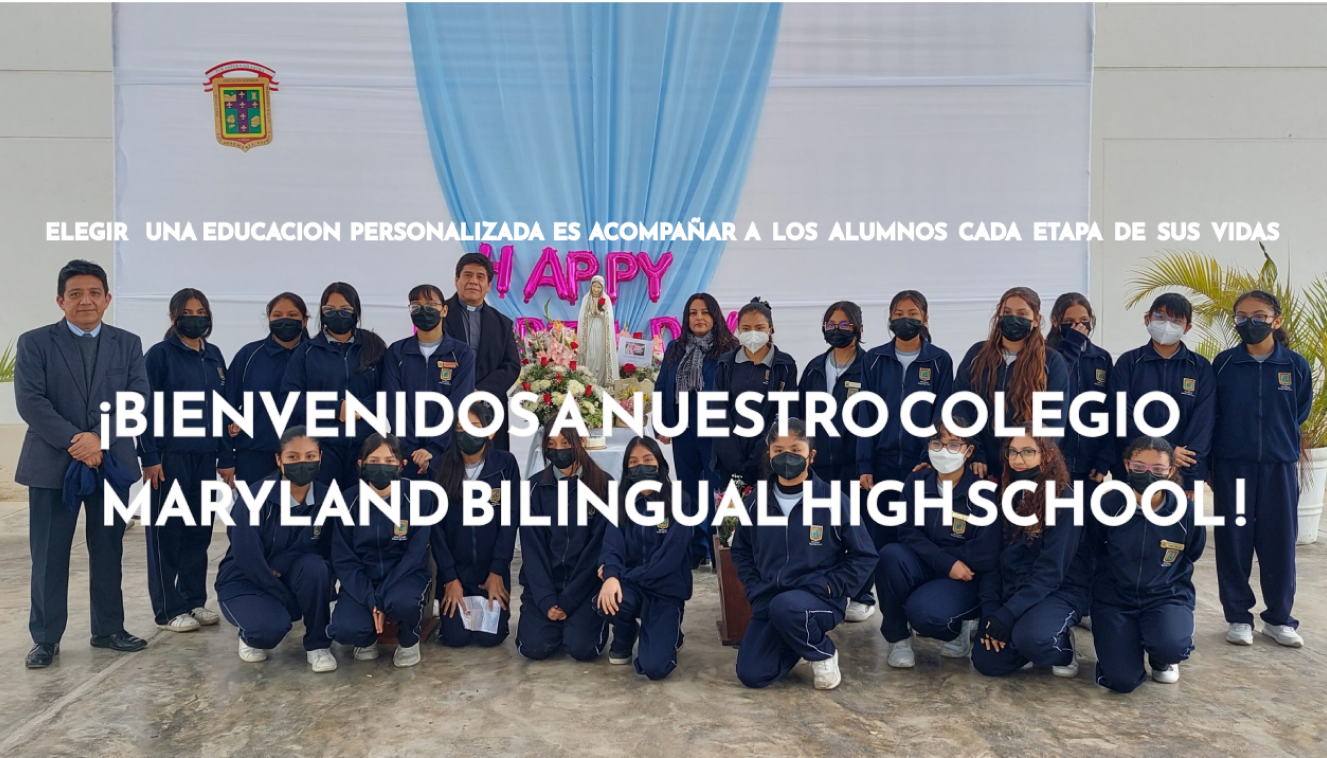 ELEGIR UNA EDUCACION PERSONALIZADA ES ACOMPAÑAR A LOS ALUMNOS CADA ETAPA DE SUS VIDAS
HAPPY
¡BIENVENIDOS A NUESTRO COLEGIO
MARYLAND BILINGUAL HIGH SCHOOL !